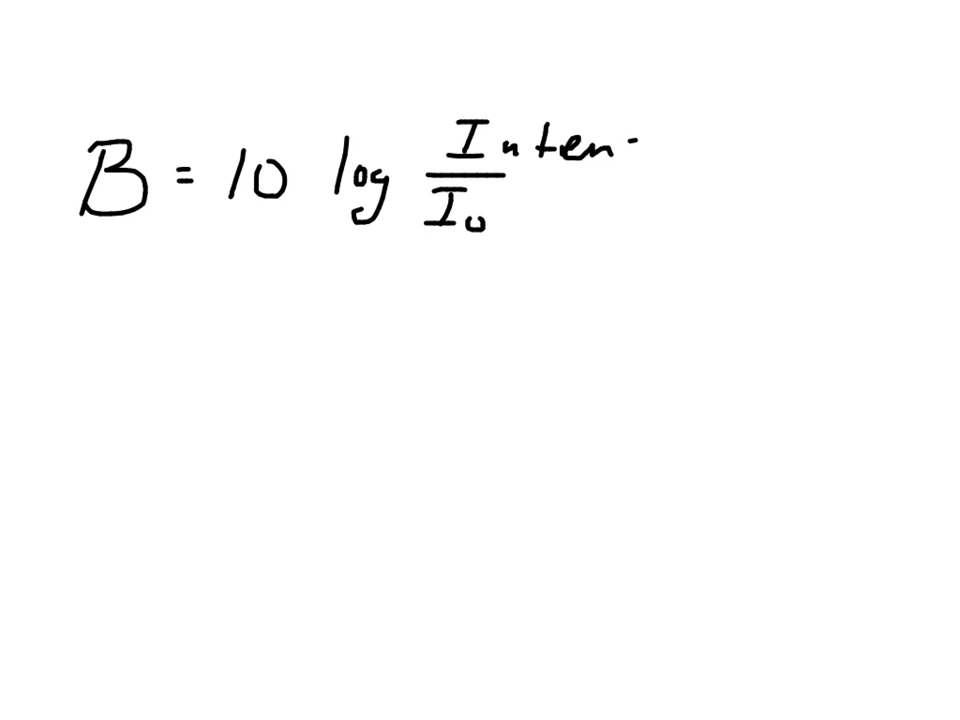 B = 10 log Inten-/I₀